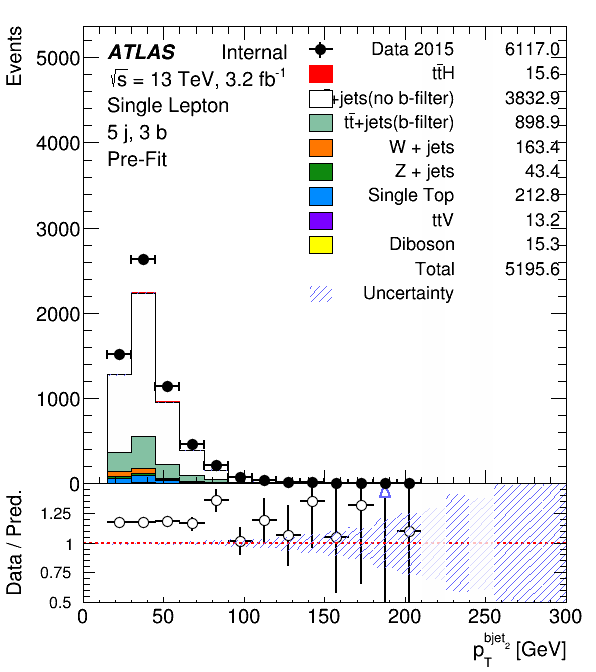 Events
ATLAS Internal
√s = 13 TeV, 3.2 fb⁻¹
Single Lepton
5 j, 3 b
Pre-Fit
Data 2015 6117.0
tt̄H 15.6
+jets(no b-filter) 3832.9
tt̄+jets(b-filter) 898.9
W + jets 163.4
Z + jets 43.4
Single Top 212.8
ttV 13.2
Diboson 15.3
Total 5195.6
Uncertainty
5000
4000
3000
2000
1000
0
Data / Pred.
1.25
1
0.75
0.5
0 50 100 150 200 250 300
p_T^bjet_2 [GeV]